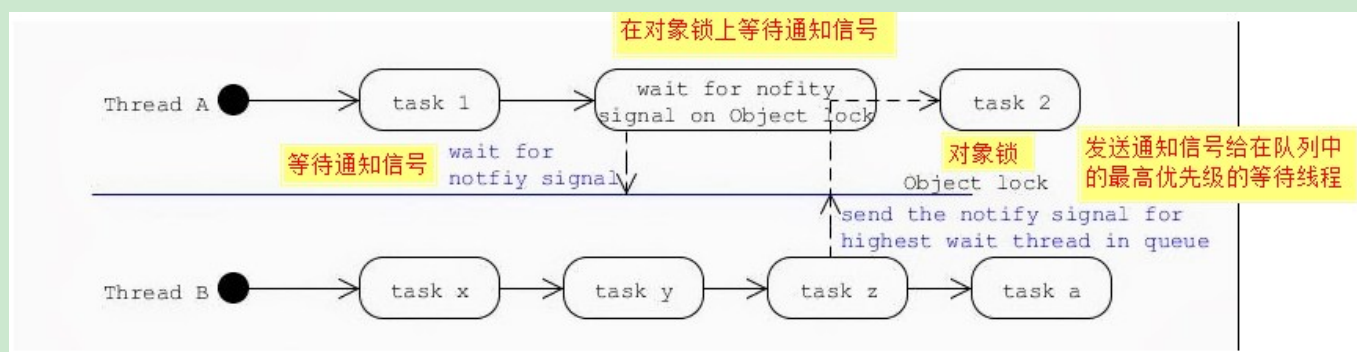 在对象锁上等待通知信号
Thread A
task 1
wait for nofity
signal on Object lock
task 2
等待通知信号
wait for
notfiy signal
对象锁
Object lock
发送通知信号给在队列中
的最高优先级的等待线程
send the notify signal for
highest wait thread in queue
Thread B
task x
task y
task z
task a